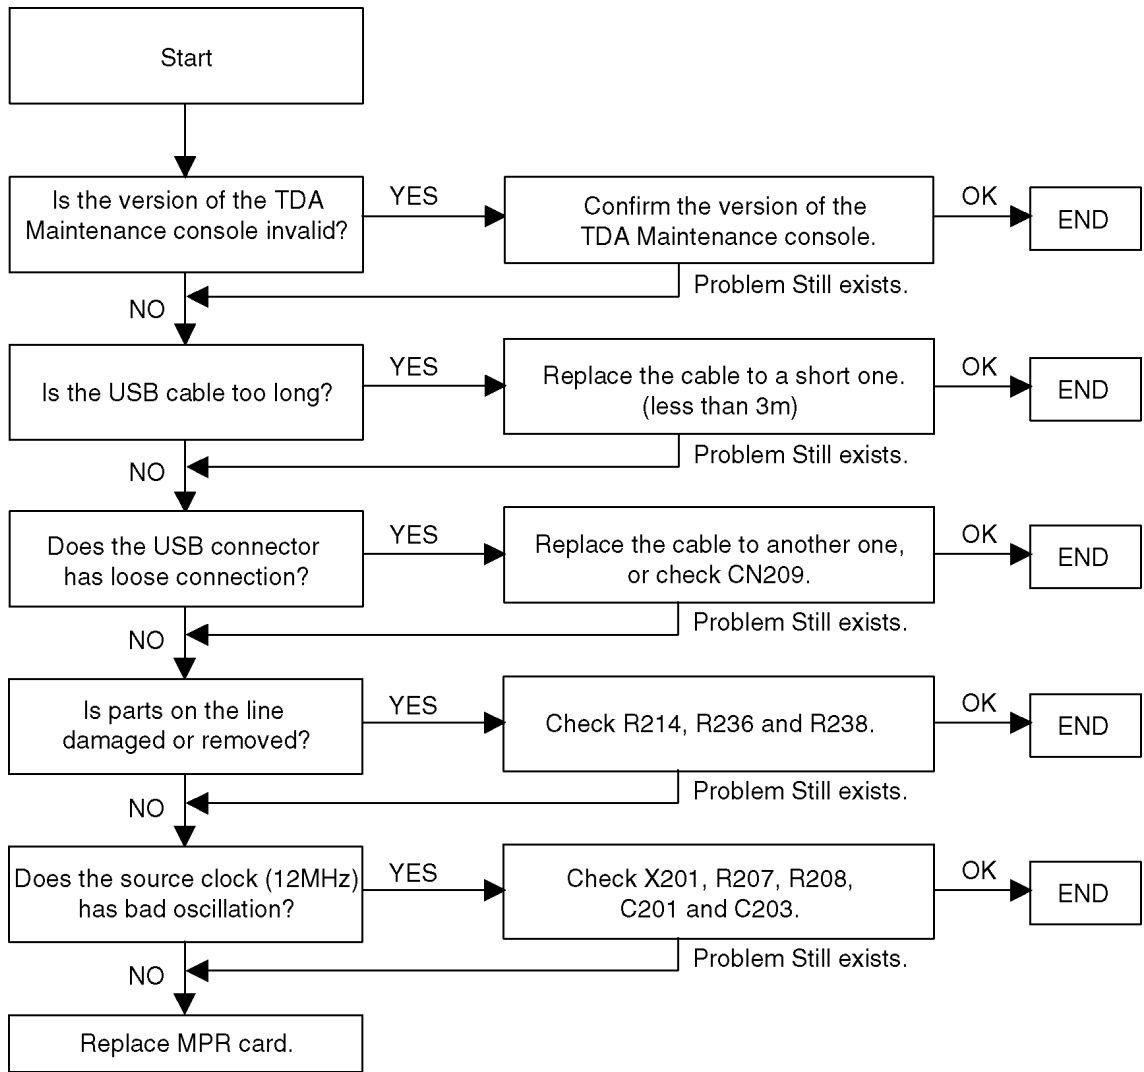 Start
Is the version of the TDA
Maintenance console invalid?
YES
Confirm the version of the
TDA Maintenance console.
OK
END
Problem Still exists.
NO
Is the USB cable too long?
YES
Replace the cable to a short one.
(less than 3m)
OK
END
Problem Still exists.
NO
Does the USB connector
has loose connection?
YES
Replace the cable to another one,
or check CN209.
OK
END
Problem Still exists.
NO
Is parts on the line
damaged or removed?
YES
Check R214, R236 and R238.
OK
END
Problem Still exists.
NO
Does the source clock (12MHz)
has bad oscillation?
YES
Check X201, R207, R208,
C201 and C203.
OK
END
Problem Still exists.
NO
Replace MPR card.